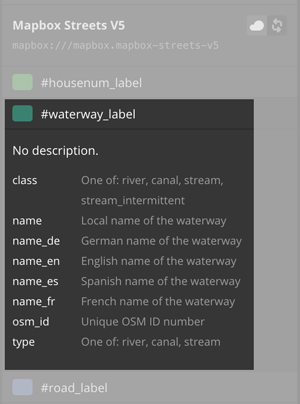 Mapbox Streets V5
mapbox:///mapbox.mapbox-streets-v5
#housenum_label
#waterway_label
No description.
class One of: river, canal, stream,
stream_intermittent
name Local name of the waterway
name_de German name of the waterway
name_en English name of the waterway
name_es Spanish name of the waterway
name_fr French name of the waterway
osm_id Unique OSM ID number
type One of: river, canal, stream
#road_label